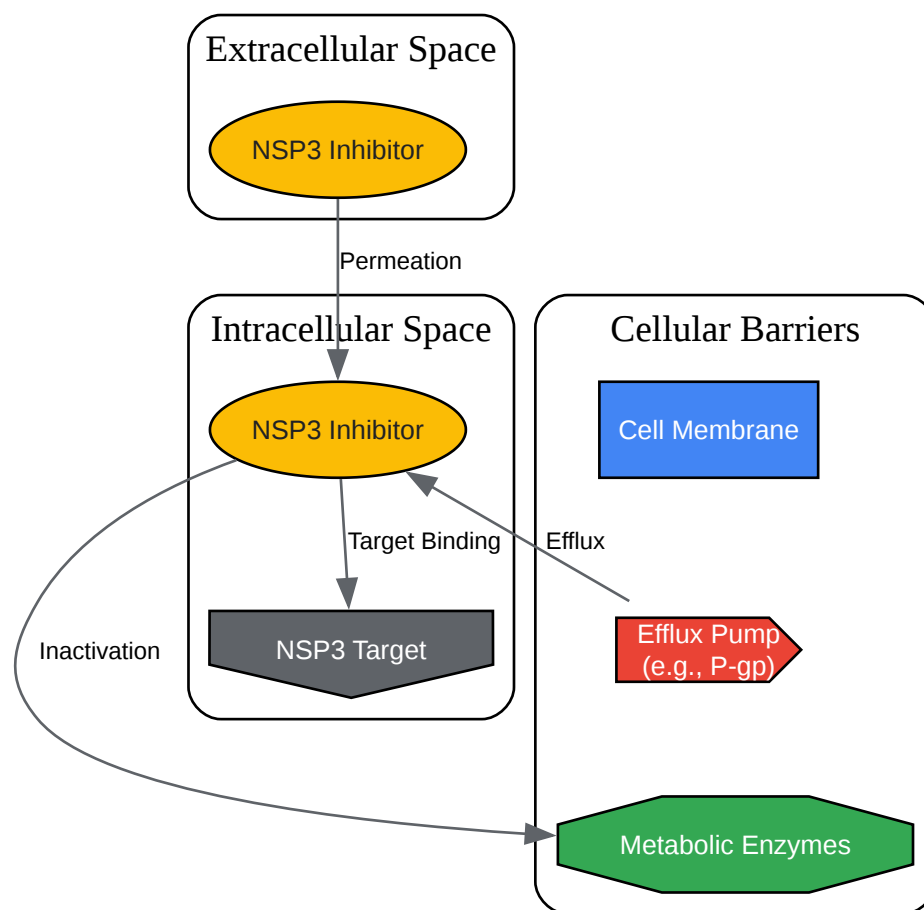 Extracellular Space
NSP3 Inhibitor
Permeation
Intracellular Space
Cellular Barriers
NSP3 Inhibitor
Cell Membrane
Target Binding
Efflux
Inactivation
NSP3 Target
Efflux Pump
(e.g., P-gp)
Metabolic Enzymes